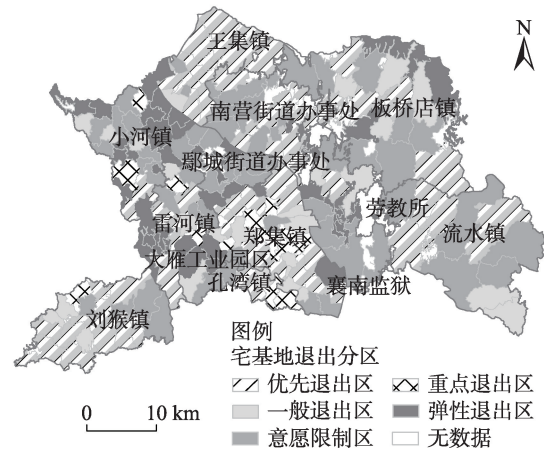 N
王集镇
南营街道办事处
板桥店镇
小河镇
鄢城街道办事处
雷河镇
郑集镇
劳教所
流水镇
大雁工业园区
孔湾镇
襄南监狱
刘猴镇
图例
宅基地退出分区
优先退出区 重点退出区
一般退出区 弹性退出区
意愿限制区 无数据
0 10 km